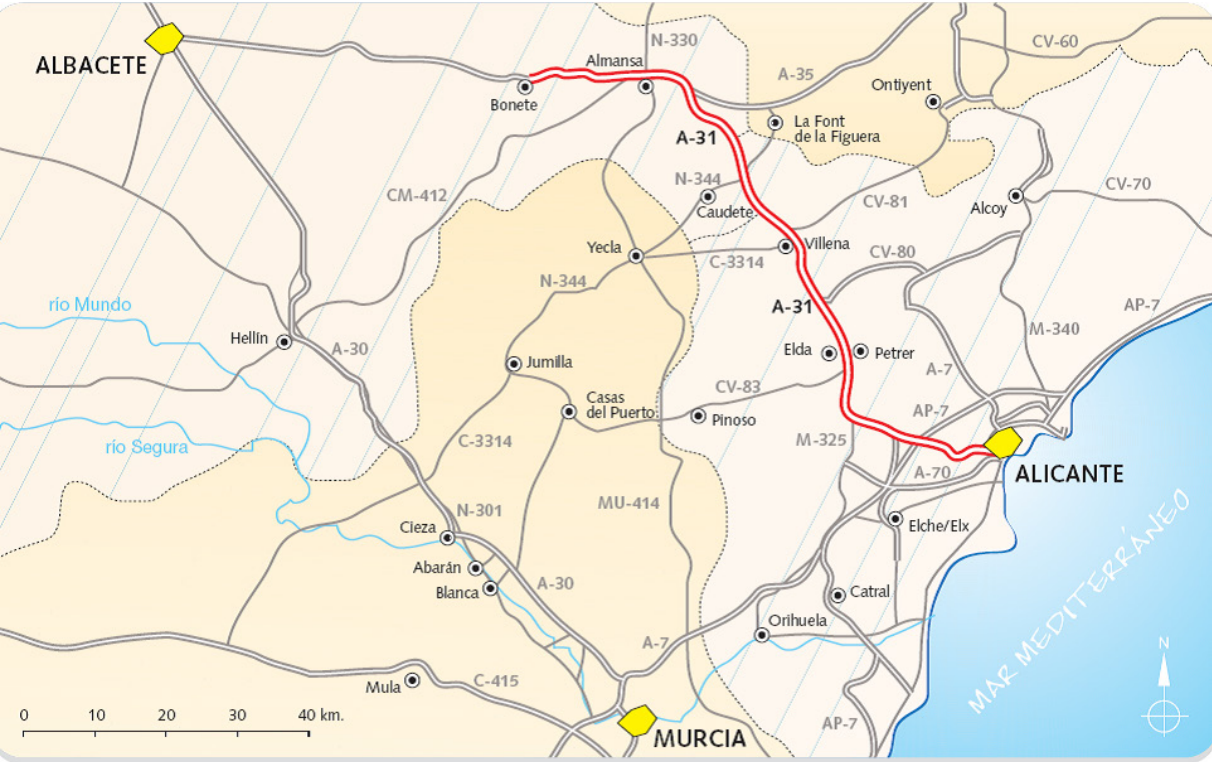 ALBACETE
N-330
CV-60
Almansa
A-35
Ontiyent
Bonete
La Font
de la Figuera
A-31
N-344
CV-70
CM-412
Caudete
CV-81
Alcoy
Yecla
Villena
C-3314
CV-80
N-344
río Mundo
A-31
AP-7
M-340
Hellín
A-30
Elda
Petrer
Jumilla
A-7
CV-83
Casas
del Puerto
Pinoso
AP-7
C-3314
M-325
río Segura
A-70
ALICANTE
MU-414
N-301
Cieza
Elche/Elx
MAR MEDITERRÁNEO
Abarán
A-30
Blanca
Catral
Orihuela
A-7
N
C-415
Mula
0 10 20 30 40 km.
AP-7
MURCIA